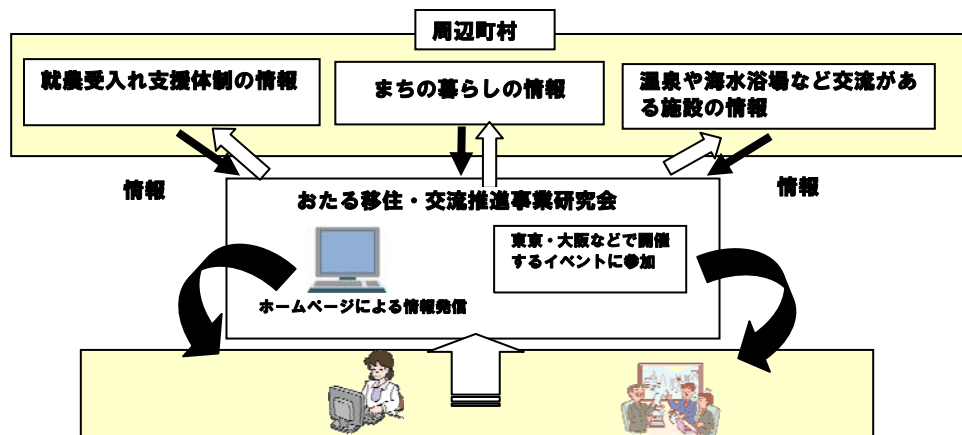 周辺町村
就農受入れ支援体制の情報
まちの暮らしの情報
温泉や海水浴場など交流があ
る施設の情報
情報
情報
おたる移住・交流推進事業研究会
東京・大阪などで開催
するイベントに参加
ホームページによる情報発信